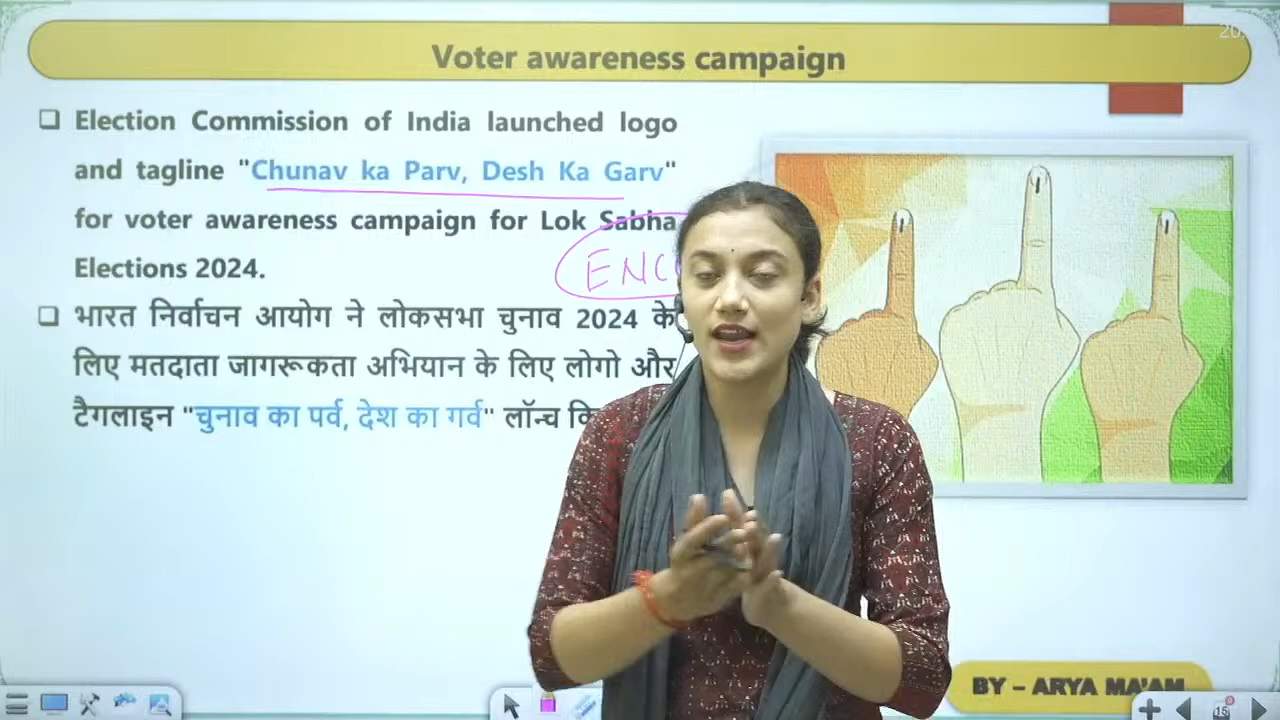 Voter awareness campaign
Election Commission of India launched logo
and tagline "Chunav ka Parv, Desh Ka Garv"
for voter awareness campaign for Lok Sabha
Elections 2024.
भारत निर्वाचन आयोग ने लोकसभा चुनाव 2024 के
लिए मतदाता जागरूकता अभियान के लिए लोगो और
टैगलाइन "चुनाव का पर्व, देश का गर्व" लॉन्च
BY – ARYA MA'AM
15